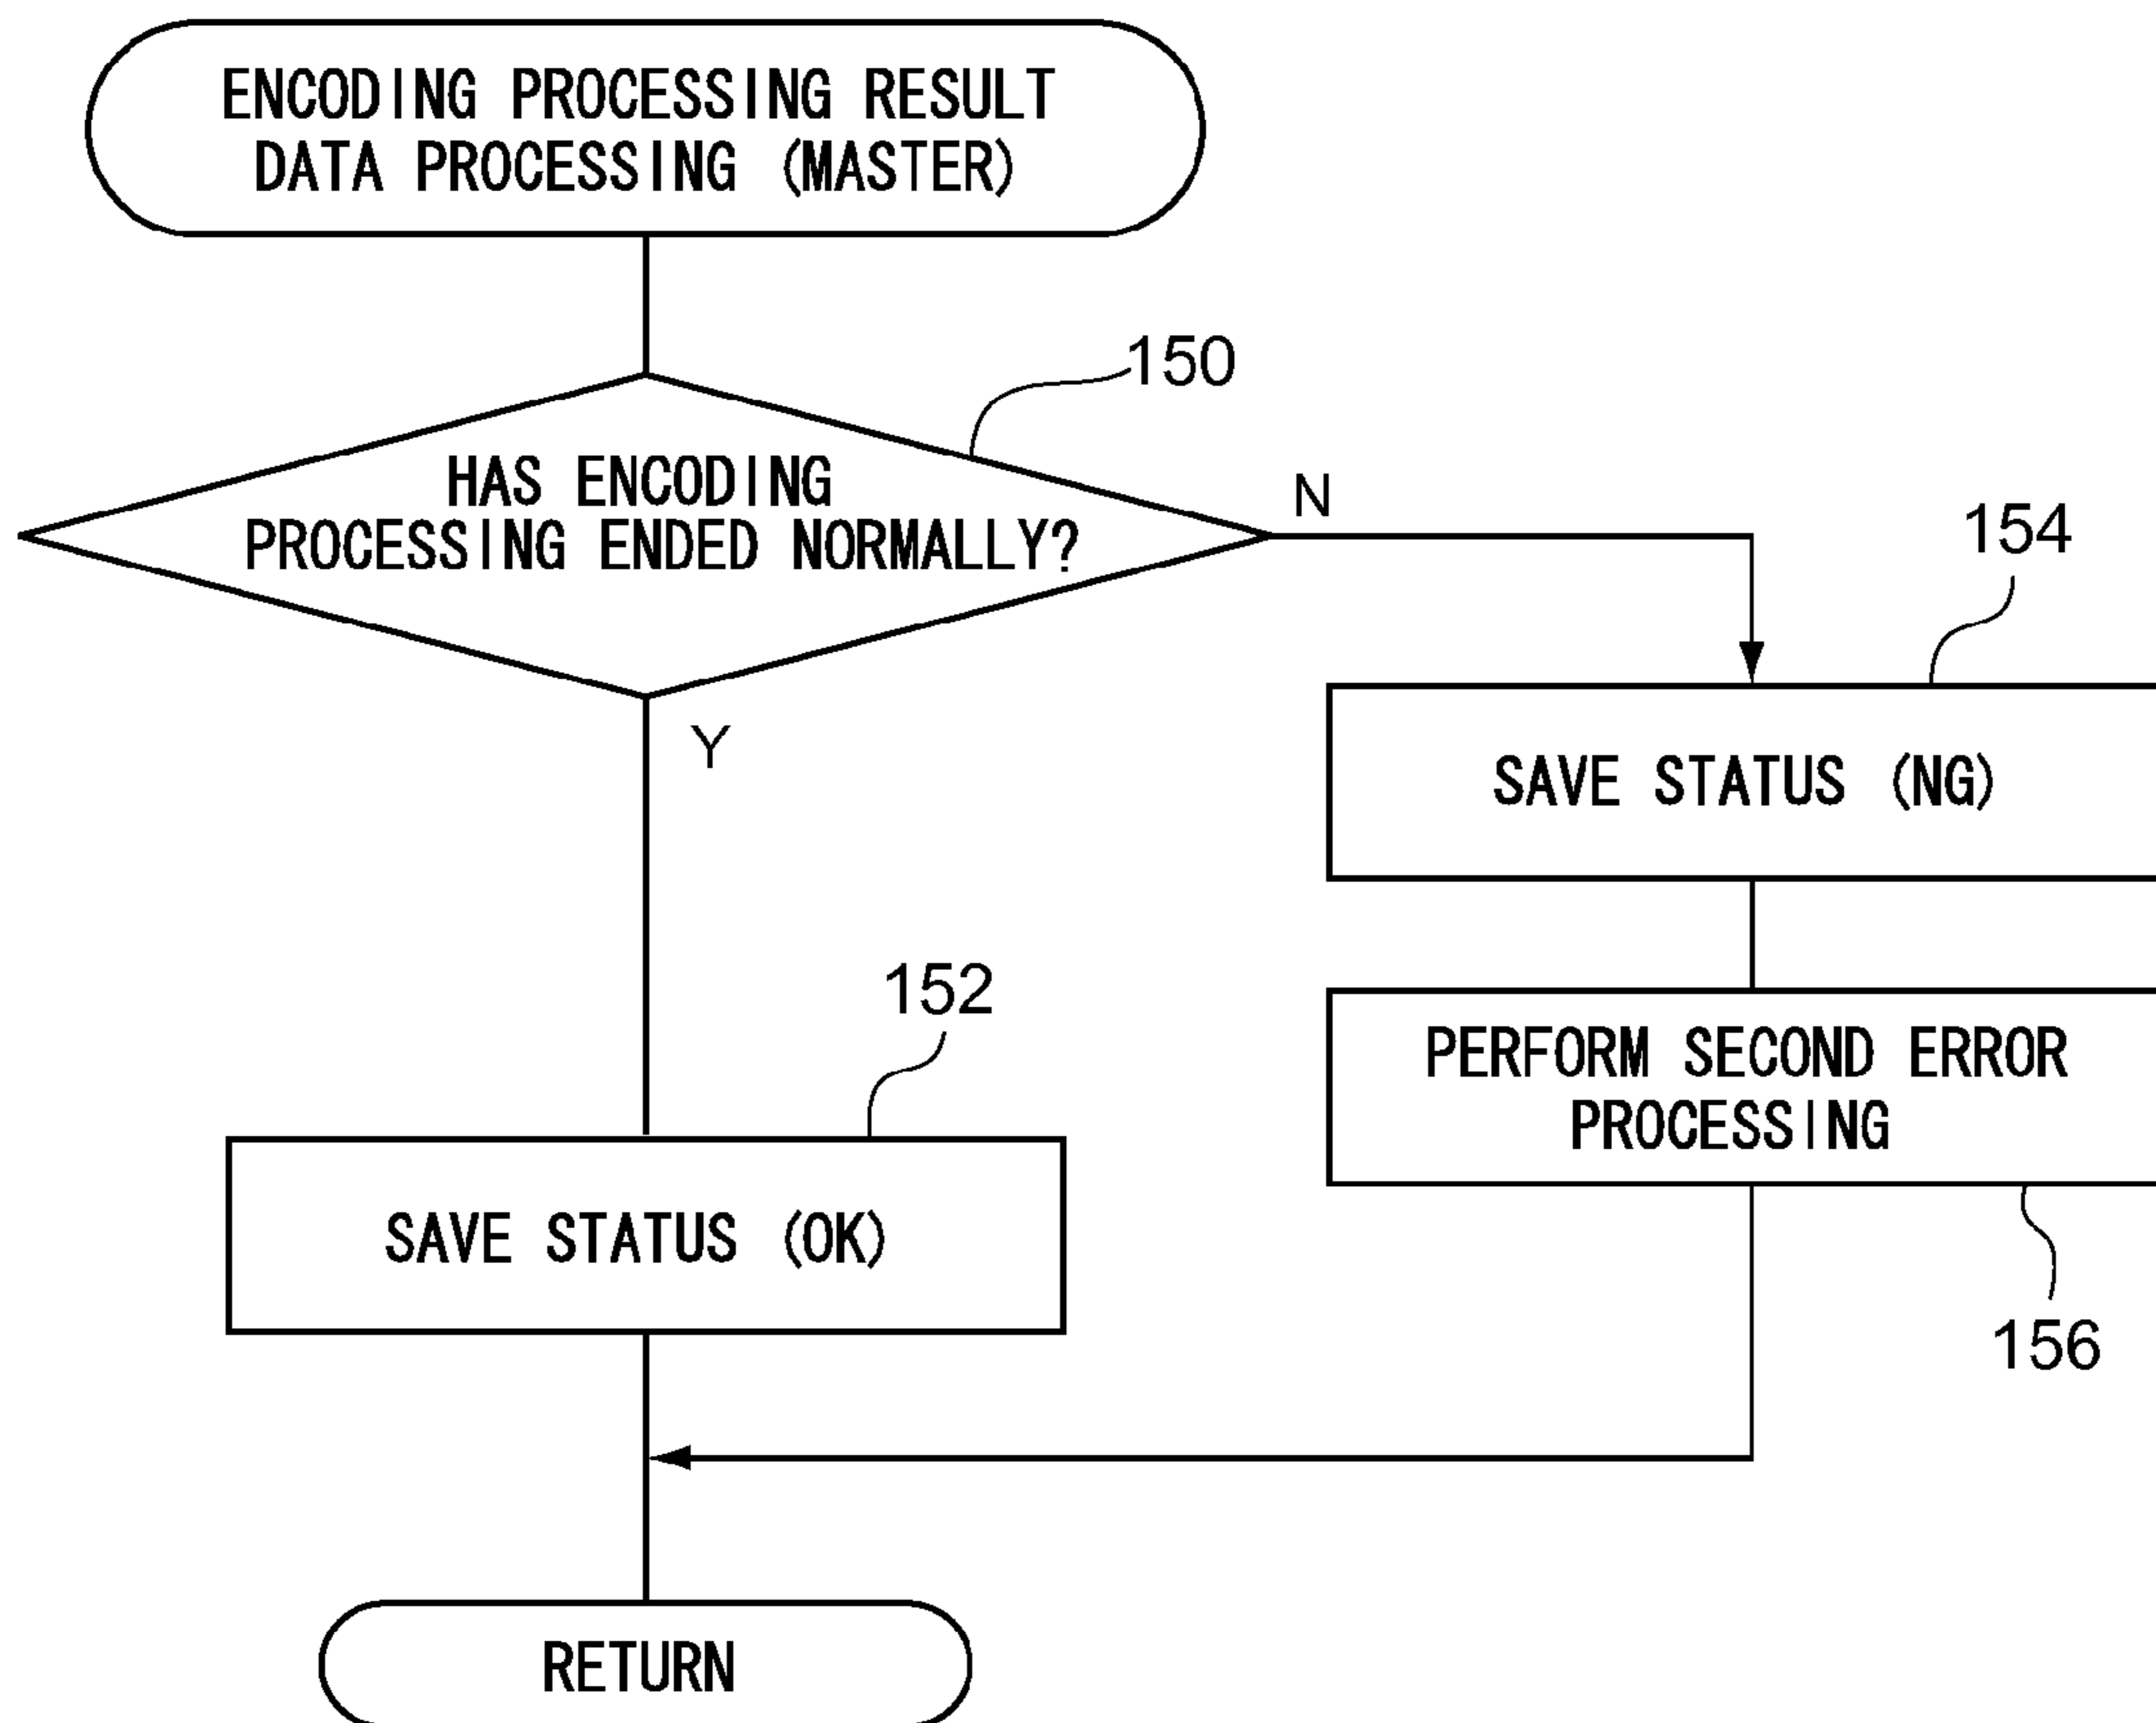 ENCODING PROCESSING RESULT
DATA PROCESSING (MASTER)
150
HAS ENCODING
PROCESSING ENDED NORMALLY?
N
154
Y
SAVE STATUS (NG)
152
PERFORM SECOND ERROR
PROCESSING
SAVE STATUS (OK)
156
RETURN